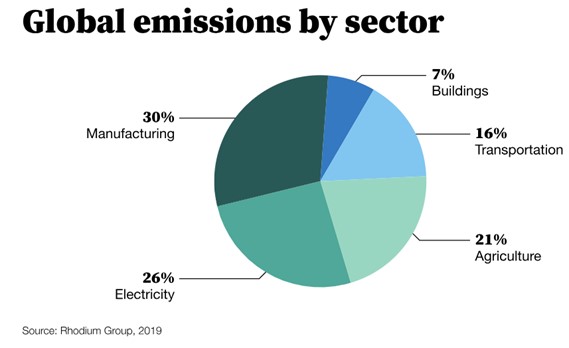 Global emissions by sector
7%
Buildings
30%
Manufacturing
16%
Transportation
21%
Agriculture
26%
Electricity
Source: Rhodium Group, 2019